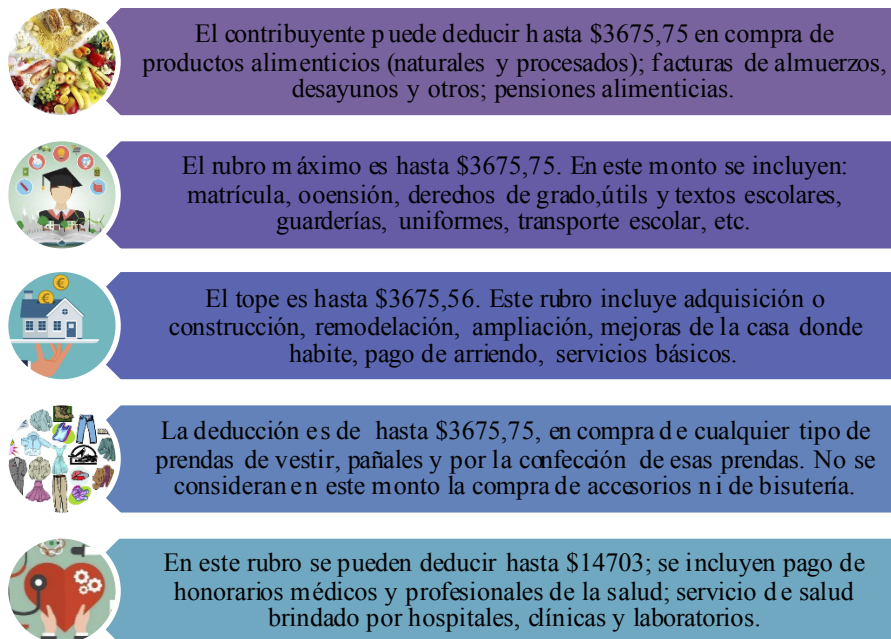 El contribuyente puede deducir hasta $3675,75 en compra de
productos alimenticios (naturales y procesados); facturas de almuerzos,
desayunos y otros; pensiones alimenticias.
El rubro máximo es hasta $3675,75. En este monto se incluyen:
matrícula, ooensión, derechos de grado,útils y textos escolares,
guarderías, uniformes, transporte escolar, etc.
El tope es hasta $3675,56. Este rubro incluye adquisición o
construcción, remodelación, ampliación, mejoras de la casa donde
habite, pago de arriendo, servicios básicos.
La deducción es de hasta $3675,75, en compra de cualquier tipo de
prendas de vestir, pañales y por la confección de esas prendas. No se
consideran en este monto la compra de accesorios ni de bisutería.
En este rubro se pueden deducir hasta $14703; se incluyen pago de
honorarios médicos y profesionales de la salud; servicio de salud
brindado por hospitales, clínicas y laboratorios.